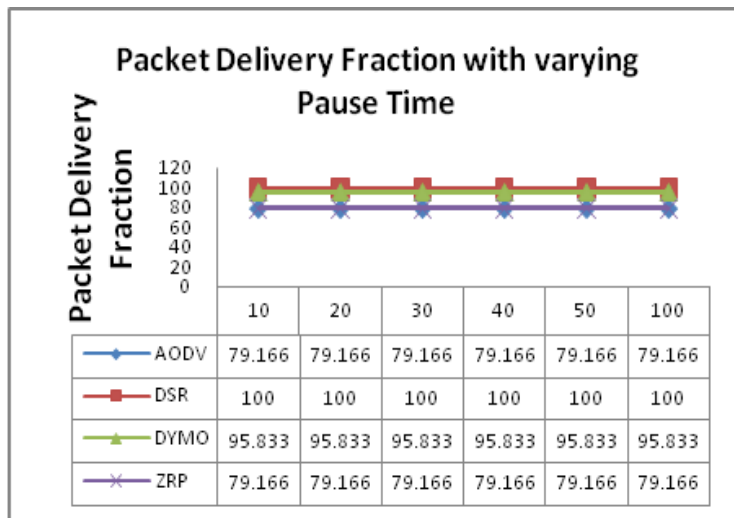 Packet Delivery Fraction with varying
Pause Time
Packet Delivery
Fraction
120
100
80
60
40
20
0
10 20 30 40 50 100
AODV 79.166 79.166 79.166 79.166 79.166 79.166
DSR 100 100 100 100 100 100
DYMO 95.833 95.833 95.833 95.833 95.833 95.833
ZRP 79.166 79.166 79.166 79.166 79.166 79.166